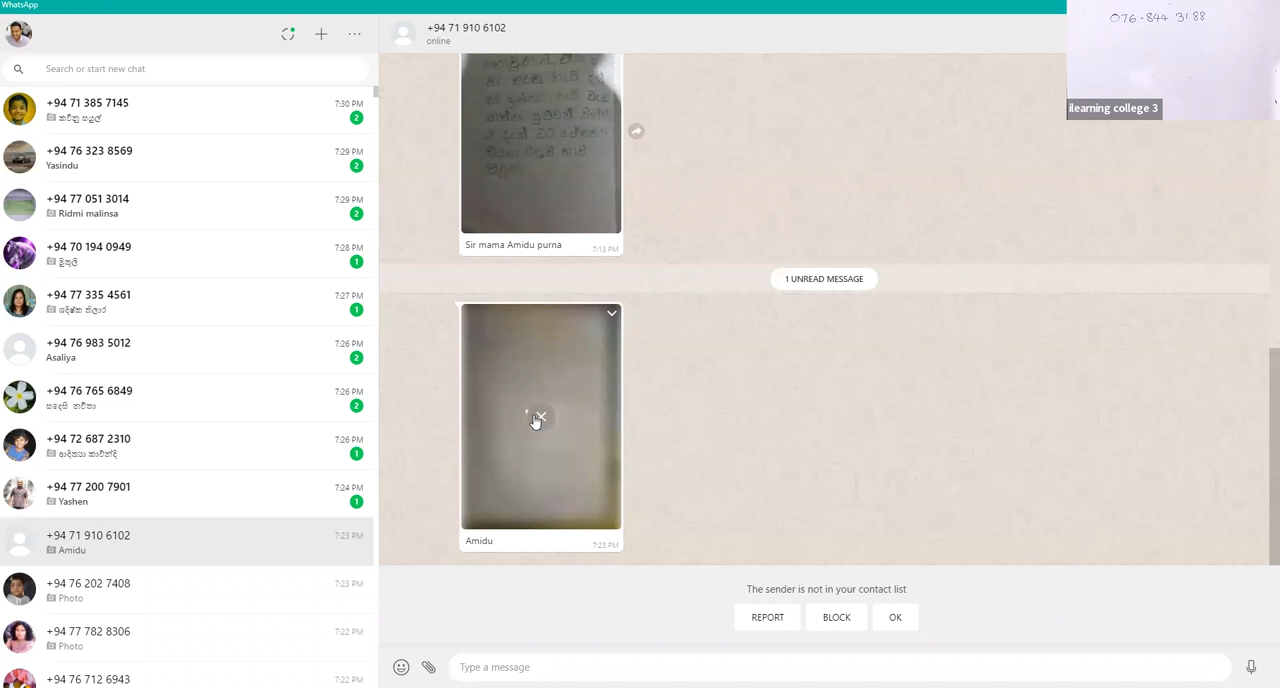 WhatsApp
Search or start new chat
+94 71 385 7145
7:30 PM
කවිනු සයුල්
2
+94 76 323 8569
7:29 PM
Yasindu
2
+94 77 051 3014
7:29 PM
Ridmi malinsa
2
+94 70 194 0949
7:28 PM
1
+94 77 335 4561
7:27 PM
1
+94 76 983 5012
7:26 PM
Asaliya
2
+94 76 765 6849
7:26 PM
2
+94 72 687 2310
7:26 PM
1
+94 77 200 7901
7:24 PM
Yashen
1
+94 71 910 6102
7:23 PM
Amidu
+94 76 202 7408
7:23 PM
Photo
+94 77 782 8306
7:22 PM
Photo
+94 76 712 6943
7:22 PM
+94 71 910 6102
online
Sir mama Amidu purna
7:13 PM
1 UNREAD MESSAGE
Amidu
7:23 PM
The sender is not in your contact list
REPORT
BLOCK
OK
Type a message
076-844 3188
ilearning college 3